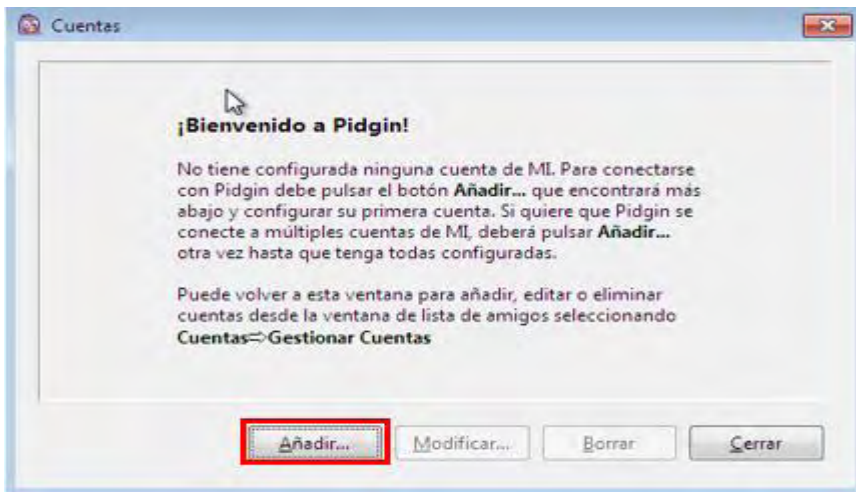 Cuentas
¡Bienvenido a Pidgin!
No tiene configurada ninguna cuenta de MI. Para conectarse
con Pidgin debe pulsar el botón Añadir... que encontrará más
abajo y configurar su primera cuenta. Si quiere que Pidgin se
conecte a múltiples cuentas de MI, deberá pulsar Añadir...
otra vez hasta que tenga todas configuradas.
Puede volver a esta ventana para añadir, editar o eliminar
cuentas desde la ventana de lista de amigos seleccionando
Cuentas⇨Gestionar Cuentas
Añadir... Modificar... Borrar Cerrar